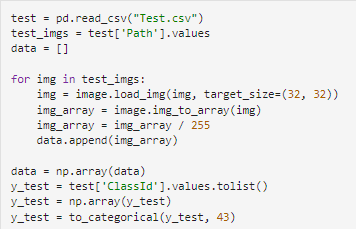 test = pd.read_csv("Test.csv")
test_imgs = test['Path'].values
data = []

for img in test_imgs:
    img = image.load_img(img, target_size=(32, 32))
    img_array = image.img_to_array(img)
    img_array = img_array / 255
    data.append(img_array)

data = np.array(data)
y_test = test['ClassId'].values.tolist()
y_test = np.array(y_test)
y_test = to_categorical(y_test, 43)